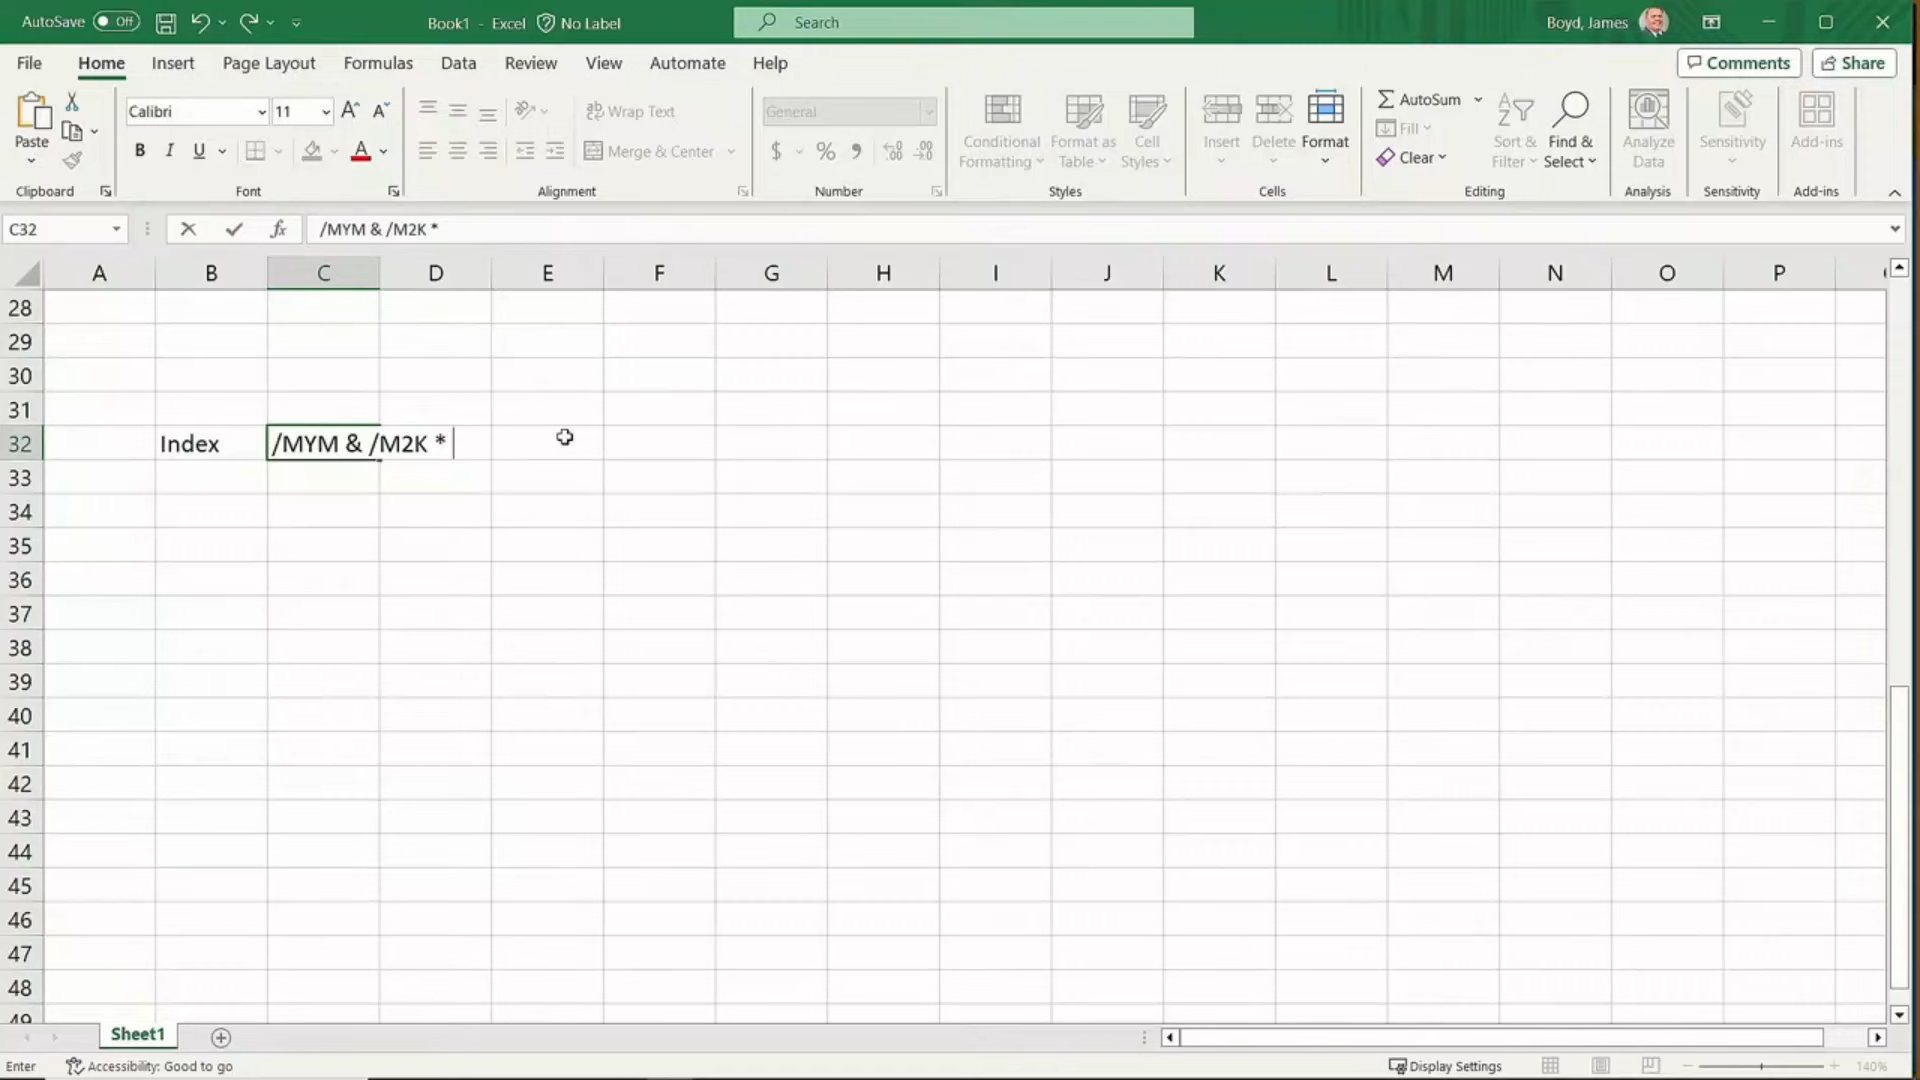 AutoSave Off Book1 - Excel No Label Search Boyd, James
File Home Insert Page Layout Formulas Data Review View Automate Help Comments Share
Paste Calibri 11 A^ A˅ ab Wrap Text General Conditional Formatting Format as Table Cell Styles Insert Delete Format AutoSum Fill Clear Sort & Filter Find & Select Analyze Data Sensitivity Add-ins
B I U A Merge & Center $ % 9
Clipboard Font Alignment Number Styles Cells Editing Analysis Sensitivity Add-ins
C32 fx /MYM & /M2K *
A B C D E F G H I J K L M N O P
28
29
30
31
32 Index /MYM & /M2K *
33
34
35
36
37
38
39
40
41
42
43
44
45
46
47
48
49
Sheet1
Enter Accessibility: Good to go Display Settings 140%